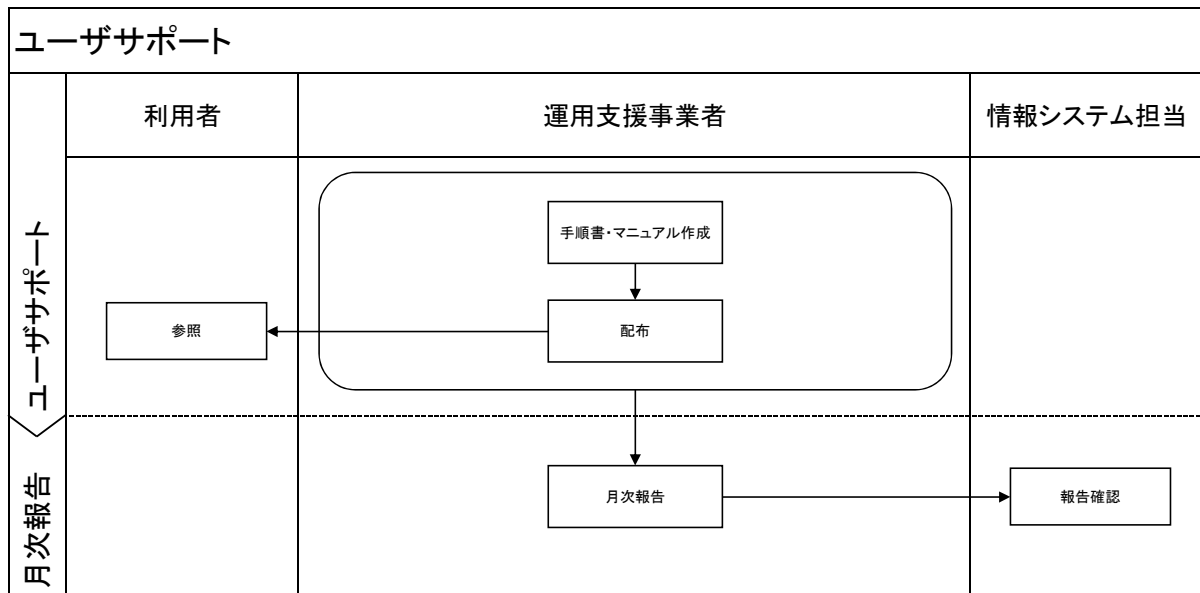 ユーザサポート
利用者
運用支援事業者
情報システム担当
ユーザサポート
手順書・マニュアル作成
参照
配布
月次報告
月次報告
報告確認